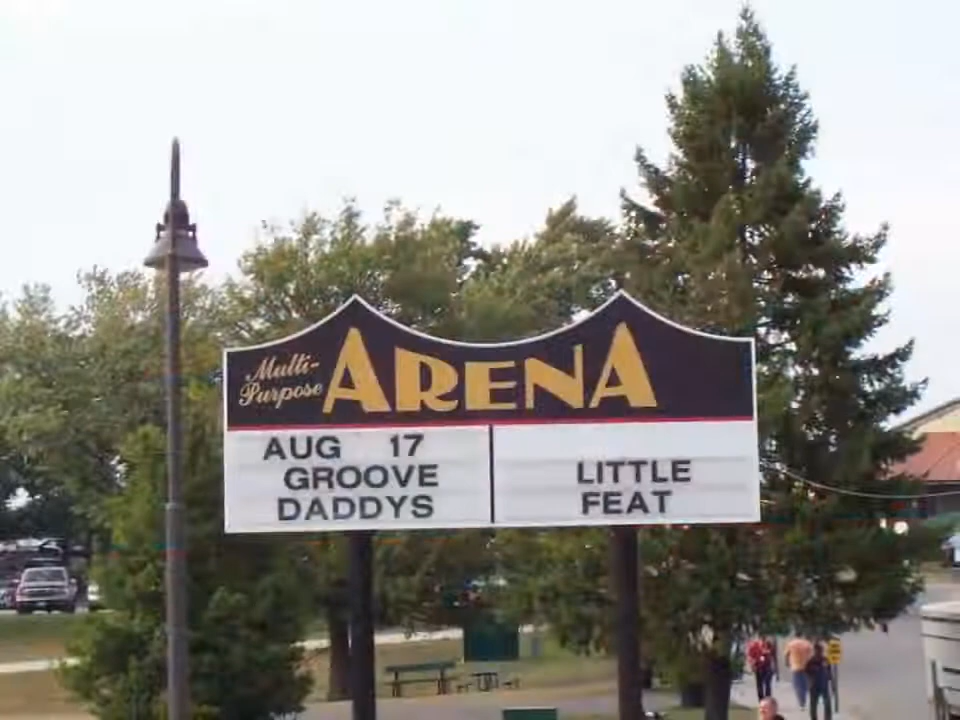 Multi-
Purpose
ARENA
AUG 17
GROOVE
DADDYS
LITTLE
FEAT